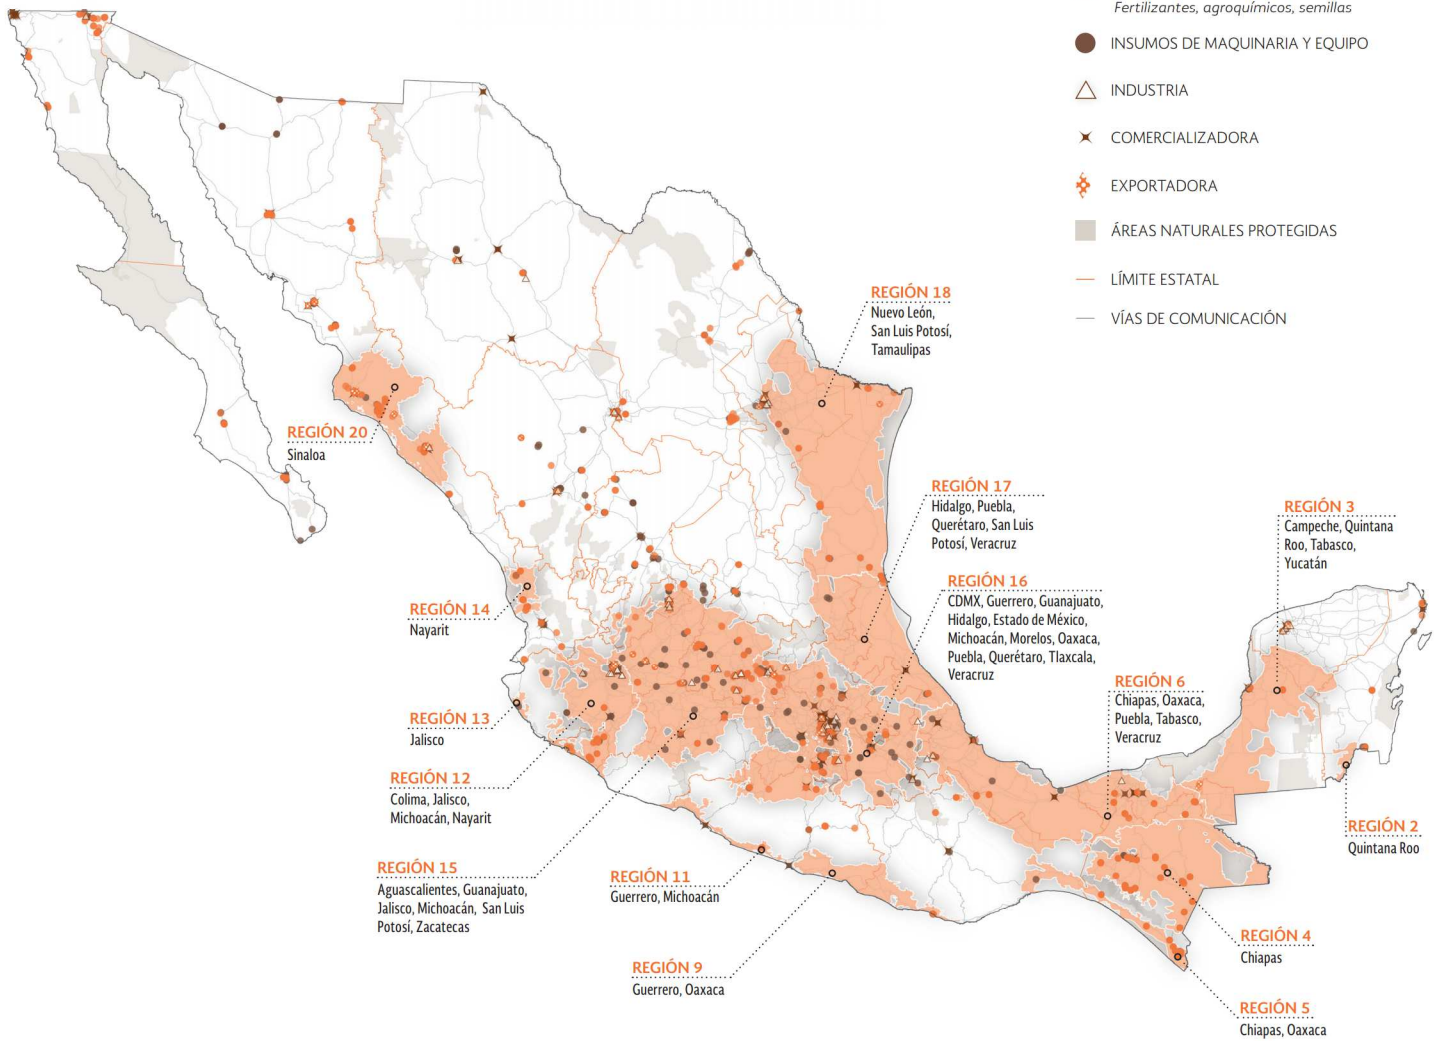 Fertilizantes, agroquímicos, semillas
INSUMOS DE MAQUINARIA Y EQUIPO
INDUSTRIA
COMERCIALIZADORA
EXPORTADORA
ÁREAS NATURALES PROTEGIDAS
LÍMITE ESTATAL
VÍAS DE COMUNICACIÓN
REGIÓN 18
Nuevo León,
San Luis Potosí,
Tamaulipas
REGIÓN 20
Sinaloa
REGIÓN 17
Hidalgo, Puebla,
Querétaro, San Luis
Potosí, Veracruz
REGIÓN 3
Campeche, Quintana
Roo, Tabasco,
Yucatán
REGIÓN 16
CDMX, Guerrero, Guanajuato,
Hidalgo, Estado de México,
Michoacán, Morelos, Oaxaca,
Puebla, Querétaro, Tlaxcala,
Veracruz
REGIÓN 14
Nayarit
REGIÓN 6
Chiapas, Oaxaca,
Puebla, Tabasco,
Veracruz
REGIÓN 13
Jalisco
REGIÓN 12
Colima, Jalisco,
Michoacán, Nayarit
REGIÓN 2
Quintana Roo
REGIÓN 15
Aguascalientes, Guanajuato,
Jalisco, Michoacán, San Luis
Potosí, Zacatecas
REGIÓN 11
Guerrero, Michoacán
REGIÓN 4
Chiapas
REGIÓN 9
Guerrero, Oaxaca
REGIÓN 5
Chiapas, Oaxaca